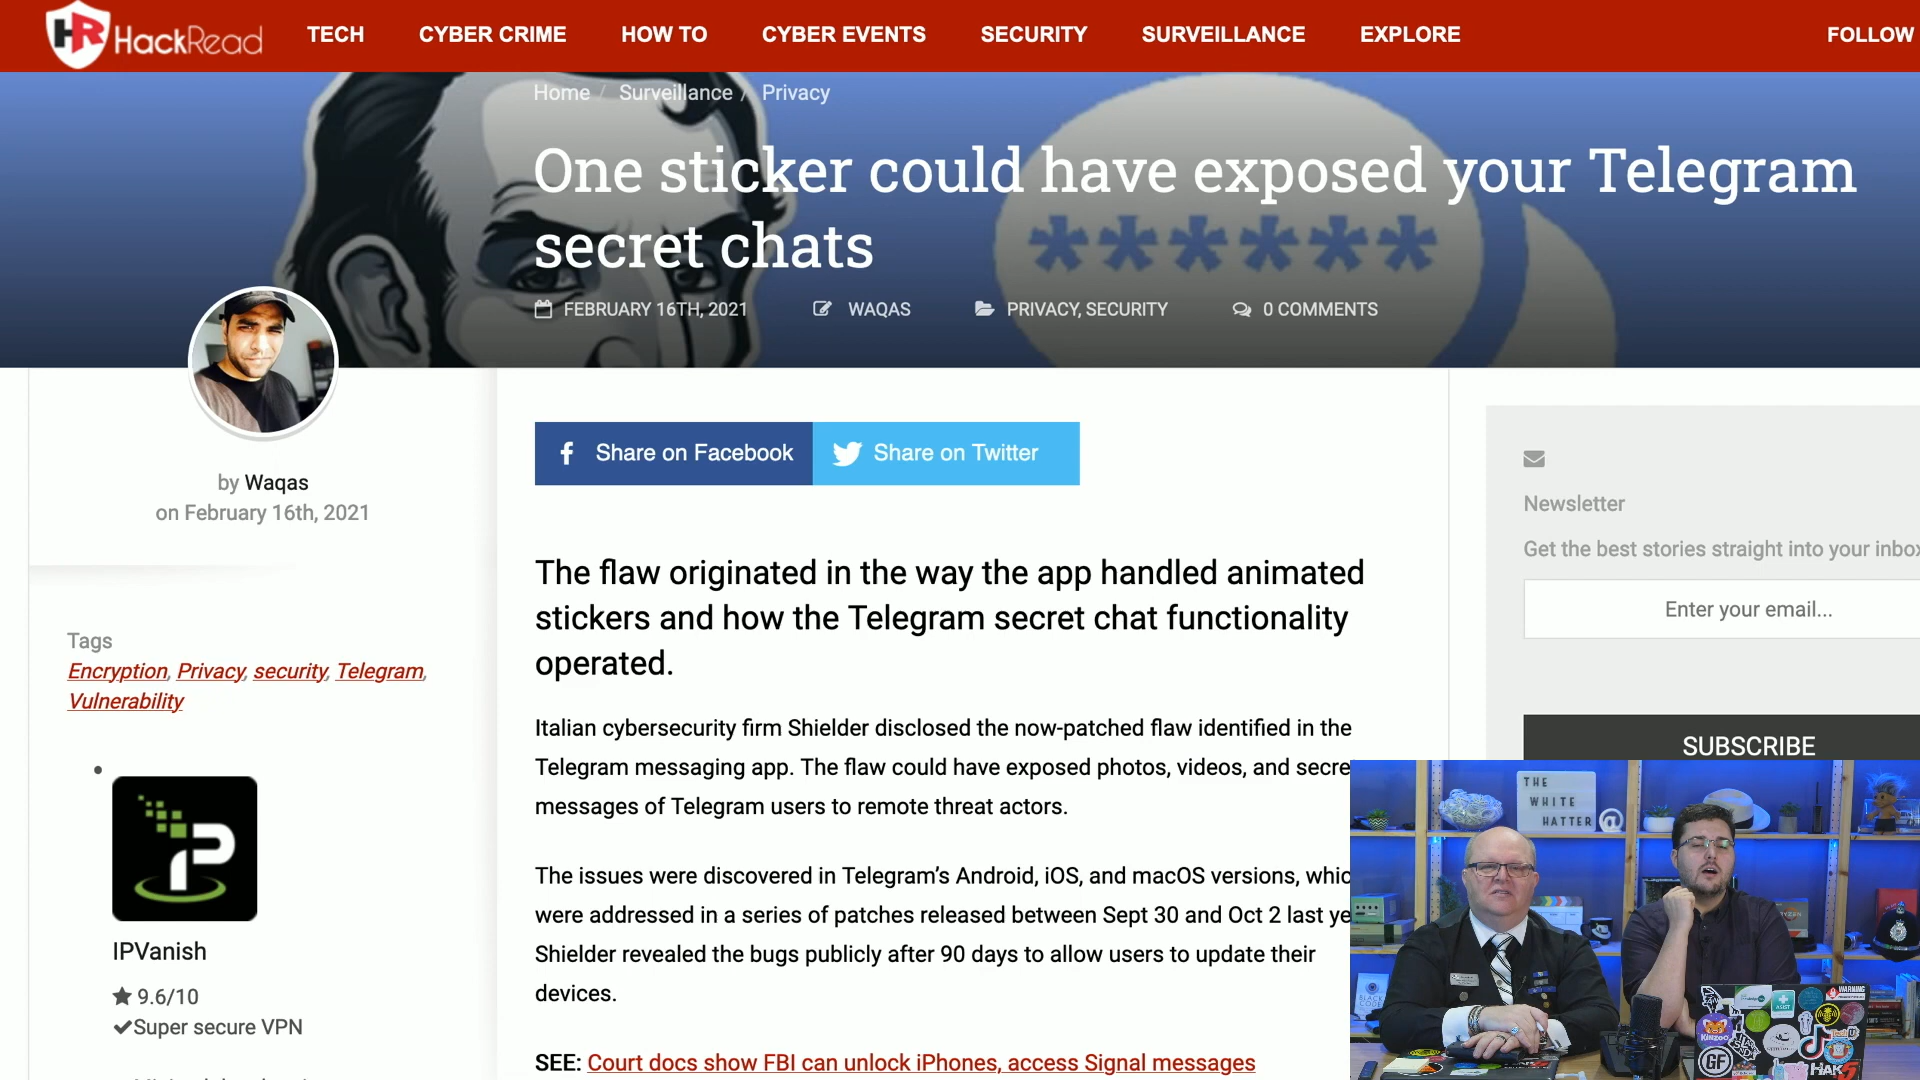 HR HackRead
TECH
CYBER CRIME
HOW TO
CYBER EVENTS
SECURITY
SURVEILLANCE
EXPLORE
FOLLOW
Home / Surveillance / Privacy
One sticker could have exposed your Telegram
secret chats
******
FEBRUARY 16TH, 2021
WAQAS
PRIVACY, SECURITY
0 COMMENTS
by Waqas
on February 16th, 2021
Tags
Encryption, Privacy, security, Telegram,
Vulnerability
IPVanish
9.6/10
Super secure VPN
Share on Facebook
Share on Twitter
The flaw originated in the way the app handled animated
stickers and how the Telegram secret chat functionality
operated.
Italian cybersecurity firm Shielder disclosed the now-patched flaw identified in the
Telegram messaging app. The flaw could have exposed photos, videos, and secre
messages of Telegram users to remote threat actors.
The issues were discovered in Telegram’s Android, iOS, and macOS versions, whic
were addressed in a series of patches released between Sept 30 and Oct 2 last ye
Shielder revealed the bugs publicly after 90 days to allow users to update their
devices.
SEE: Court docs show FBI can unlock iPhones, access Signal messages
Newsletter
Get the best stories straight into your inbox
Enter your email...
SUBSCRIBE
THE
WHITE
HATTER @
BLACK
CODE
WARNING
ASIST
KINZOO
GF
HAK5